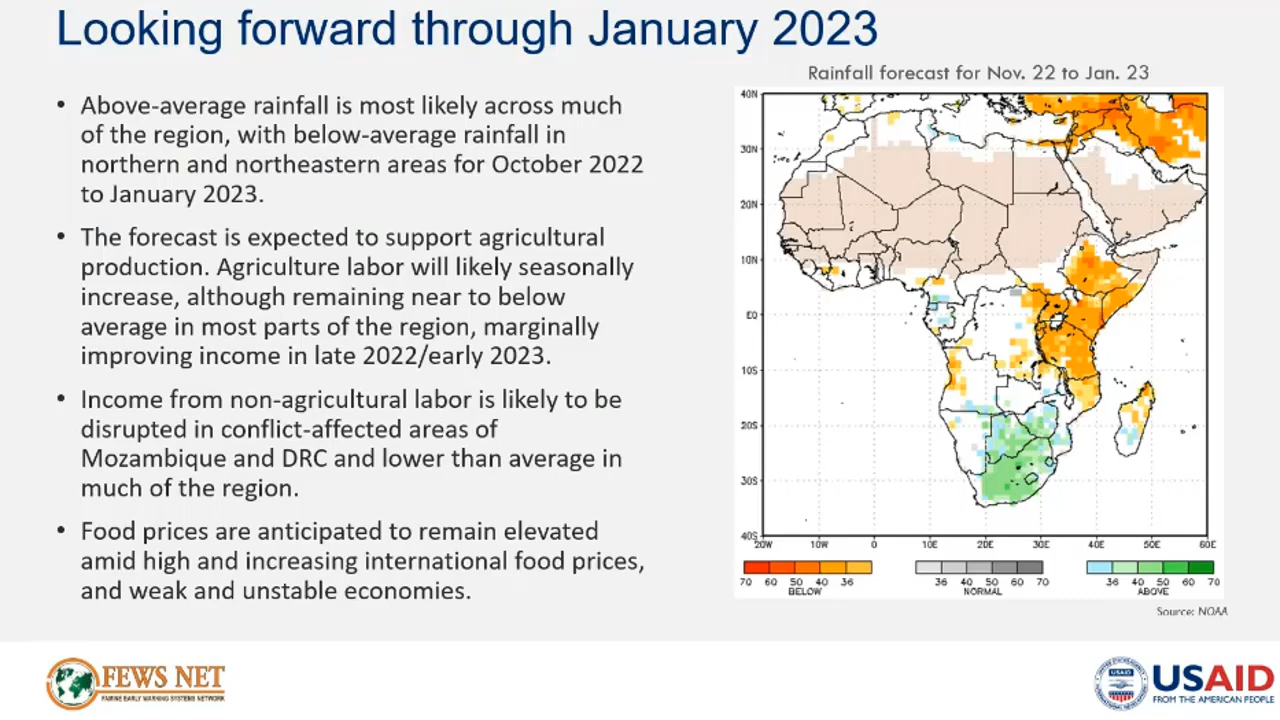 Looking forward through January 2023
• Above-average rainfall is most likely across much
of the region, with below-average rainfall in
northern and northeastern areas for October 2022
to January 2023.
• The forecast is expected to support agricultural
production. Agriculture labor will likely seasonally
increase, although remaining near to below
average in most parts of the region, marginally
improving income in late 2022/early 2023.
• Income from non-agricultural labor is likely to be
disrupted in conflict-affected areas of
Mozambique and DRC and lower than average in
much of the region.
• Food prices are anticipated to remain elevated
amid high and increasing international food prices,
and weak and unstable economies.
Rainfall forecast for Nov. 22 to Jan. 23
40N
30N
20N
10N
EQ
10S
20S
30S
40S
20W 10W 0 10E 20E 30E 40E 50E 60E
70 60 50 40 36
BELOW
36 40 50 60 70
NORMAL
36 40 50 60 70
ABOVE
Source: NOAA
FEWS NET
FAMINE EARLY WARNING SYSTEMS NETWORK
USAID
FROM THE AMERICAN PEOPLE